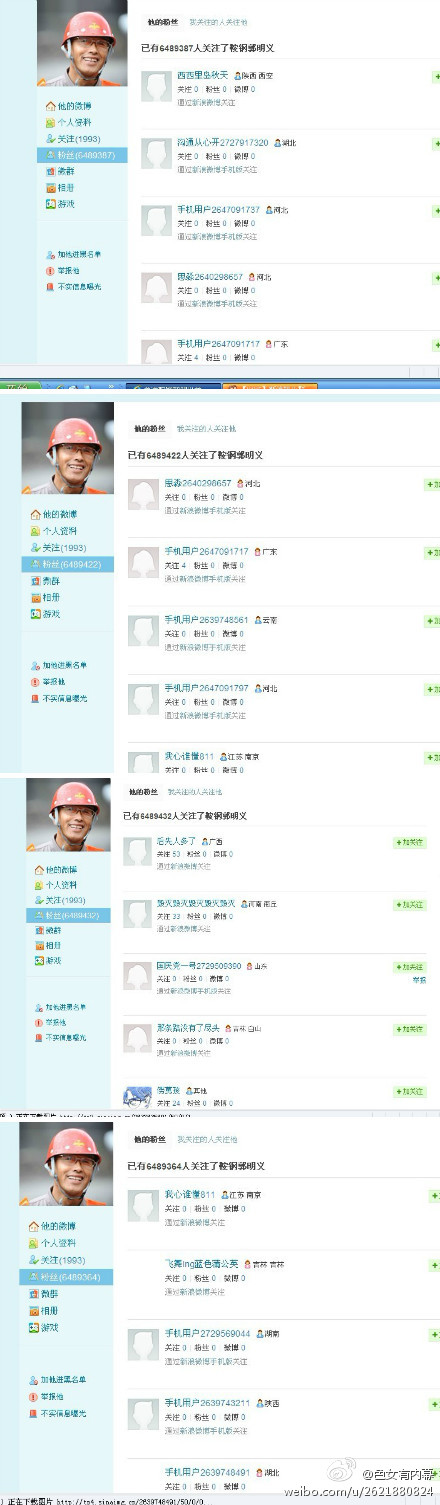 他的粉丝 我关注的人关注他
已有6489387人关注了鞍钢郭明义
西西里岛秋天 陕西 西安
关注 0 粉丝 0 微博 0
通过新浪微博关注
沟通从心开2727917320 湖北
关注 0 粉丝 0 微博 0
通过新浪微博手机版关注
手机用户2647091737 河北
关注 0 粉丝 0 微博 0
通过新浪微博手机版关注
思淼2640298657 河北
关注 0 粉丝 0 微博 0
通过新浪微博手机版关注
手机用户2647091717 广东
关注 4 粉丝 0 微博 0
他的微博
个人资料
关注(1993)
粉丝(6489387)
微群
相册
游戏
加他进黑名单
举报他
不实信息曝光
他的粉丝 我关注的人关注他
已有6489422人关注了鞍钢郭明义
思淼2640298657 河北
关注 0 粉丝 0 微博 0
通过新浪微博手机版关注
手机用户2647091717 广东
关注 4 粉丝 0 微博 0
通过新浪微博手机版关注
手机用户2639748561 云南
关注 0 粉丝 0 微博 0
通过新浪微博手机版关注
手机用户2647091797 河北
关注 0 粉丝 0 微博 0
通过新浪微博手机版关注
我心谁懂811 江苏 南京
关注 0 粉丝 0 微博 0
他的微博
个人资料
关注(1993)
粉丝(6489422)
微群
相册
游戏
加他进黑名单
举报他
不实信息曝光
他的粉丝 我关注的人关注他
已有6489432人关注了鞍钢郭明义
后先人多了 广西
+加关注
关注 53 粉丝 0 微博 0
通过新浪微博关注
毁灭毁灭毁灭毁灭毁灭 河南 商丘
+加关注
关注 33 粉丝 0 微博 0
通过新浪微博关注
国民党一号2729509390 山东
+加关注
关注 0 粉丝 0 微博 0
举报
通过新浪微博手机版关注
那条路没有了尽头 吉林 白山
+加关注
关注 0 粉丝 0 微博 0
通过新浪微博关注
其他
+加关注
关注 24 粉丝 0 微博 0
他的微博
个人资料
关注(1993)
粉丝(6489432)
微群
相册
游戏
加他进黑名单
举报他
不实信息曝光
他的粉丝 我关注的人关注他
已有6489364人关注了鞍钢郭明义
我心谁懂811 江苏 南京
关注 0 粉丝 0 微博 0
通过新浪微博关注
飞舞ing蓝色蒲公英 吉林 吉林
关注 0 粉丝 0 微博 0
通过新浪微博关注
手机用户2729569044 湖南
关注 0 粉丝 0 微博 0
通过新浪微博手机版关注
手机用户2639743211 陕西
关注 0 粉丝 0 微博 0
通过新浪微博手机版关注
手机用户2639748491 湖北
关注 0 粉丝 0 微博 0
他的微博
个人资料
关注(1993)
粉丝(6489364)
微群
相册
游戏
加他进黑名单
举报他
不实信息曝光
) 正在下载图片 http://tp4.sinaimg.cn/2639748491/50/0/0...
@色女有内幕
weibo.com/u/2621880824